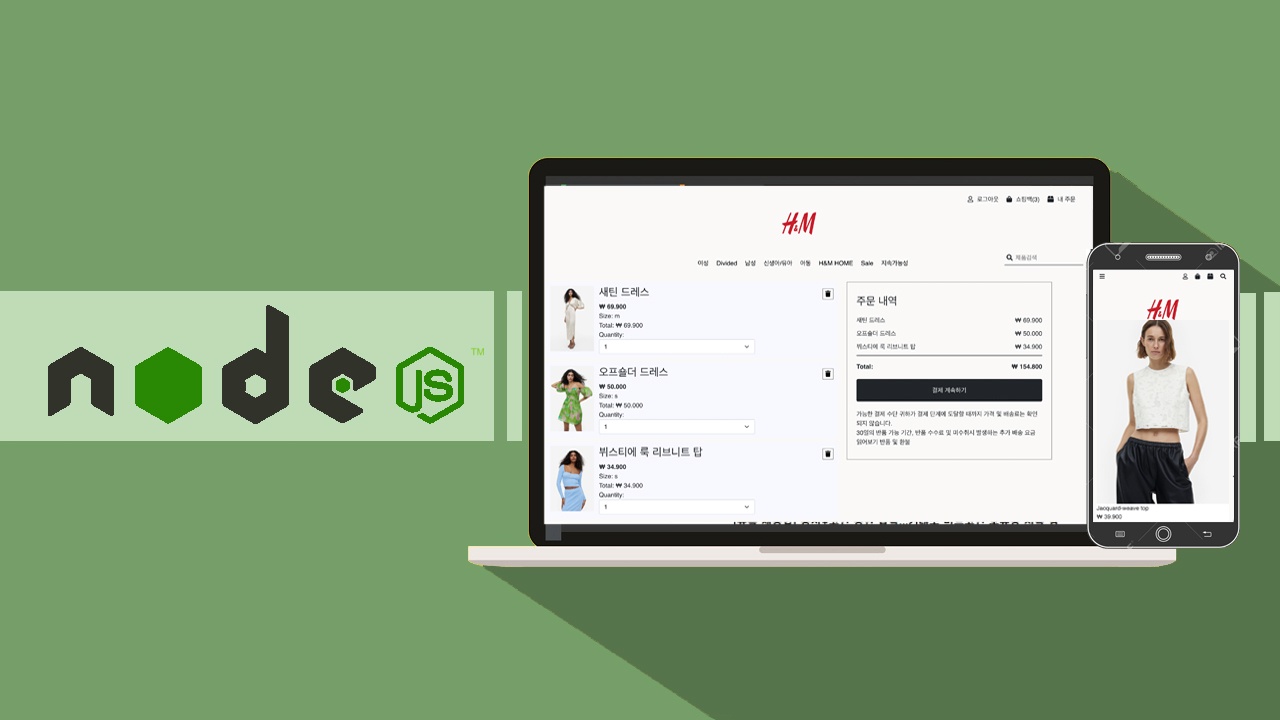 node JS TM
로그아웃 쇼핑백(3) 내 주문
H&M
여성 Divided 남성 신생아/유아 아동 H&M HOME Sale 지속가능성
제품검색
새틴 드레스
₩ 69.900
Size: m
Total: ₩ 69.900
Quantity:
1
오프숄더 드레스
₩ 50.000
Size: s
Total: ₩ 50.000
Quantity:
1
뷔스티에 룩 리브니트 탑
₩ 34.900
Size: s
Total: ₩ 34.900
Quantity:
1
주문 내역
새틴 드레스 ₩ 69.900
오프숄더 드레스 ₩ 50.000
뷔스티에 룩 리브니트 탑 ₩ 34.900
Total: ₩ 154.800
결제 계속하기
가능한 결제 수단 귀하가 결제 단계에 도달할 때까지 가격 및 배송료는 확인
되지 않습니다.
30일의 반품 가능 기간, 반품 수수료 및 미수취시 발생하는 추가 배송 요금
읽어보기 반품 및 환불
H&M
Jacquard-weave top
₩ 39.900